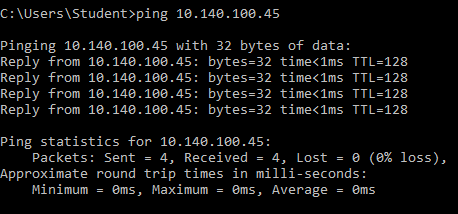 C:\Users\Student>ping 10.140.100.45
Pinging 10.140.100.45 with 32 bytes of data:
Reply from 10.140.100.45: bytes=32 time<1ms TTL=128
Reply from 10.140.100.45: bytes=32 time<1ms TTL=128
Reply from 10.140.100.45: bytes=32 time<1ms TTL=128
Reply from 10.140.100.45: bytes=32 time<1ms TTL=128
Ping statistics for 10.140.100.45:
Packets: Sent = 4, Received = 4, Lost = 0 (0% loss),
Approximate round trip times in milli-seconds:
Minimum = 0ms, Maximum = 0ms, Average = 0ms